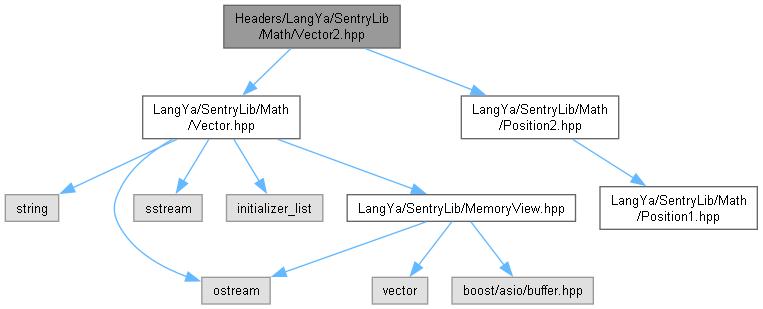 Headers/LangYa/SentryLib
/Math/Vector2.hpp
LangYa/SentryLib/Math
/Vector.hpp
LangYa/SentryLib/Math
/Position2.hpp
string
sstream
initializer_list
LangYa/SentryLib/MemoryView.hpp
LangYa/SentryLib/Math
/Position1.hpp
ostream
vector
boost/asio/buffer.hpp